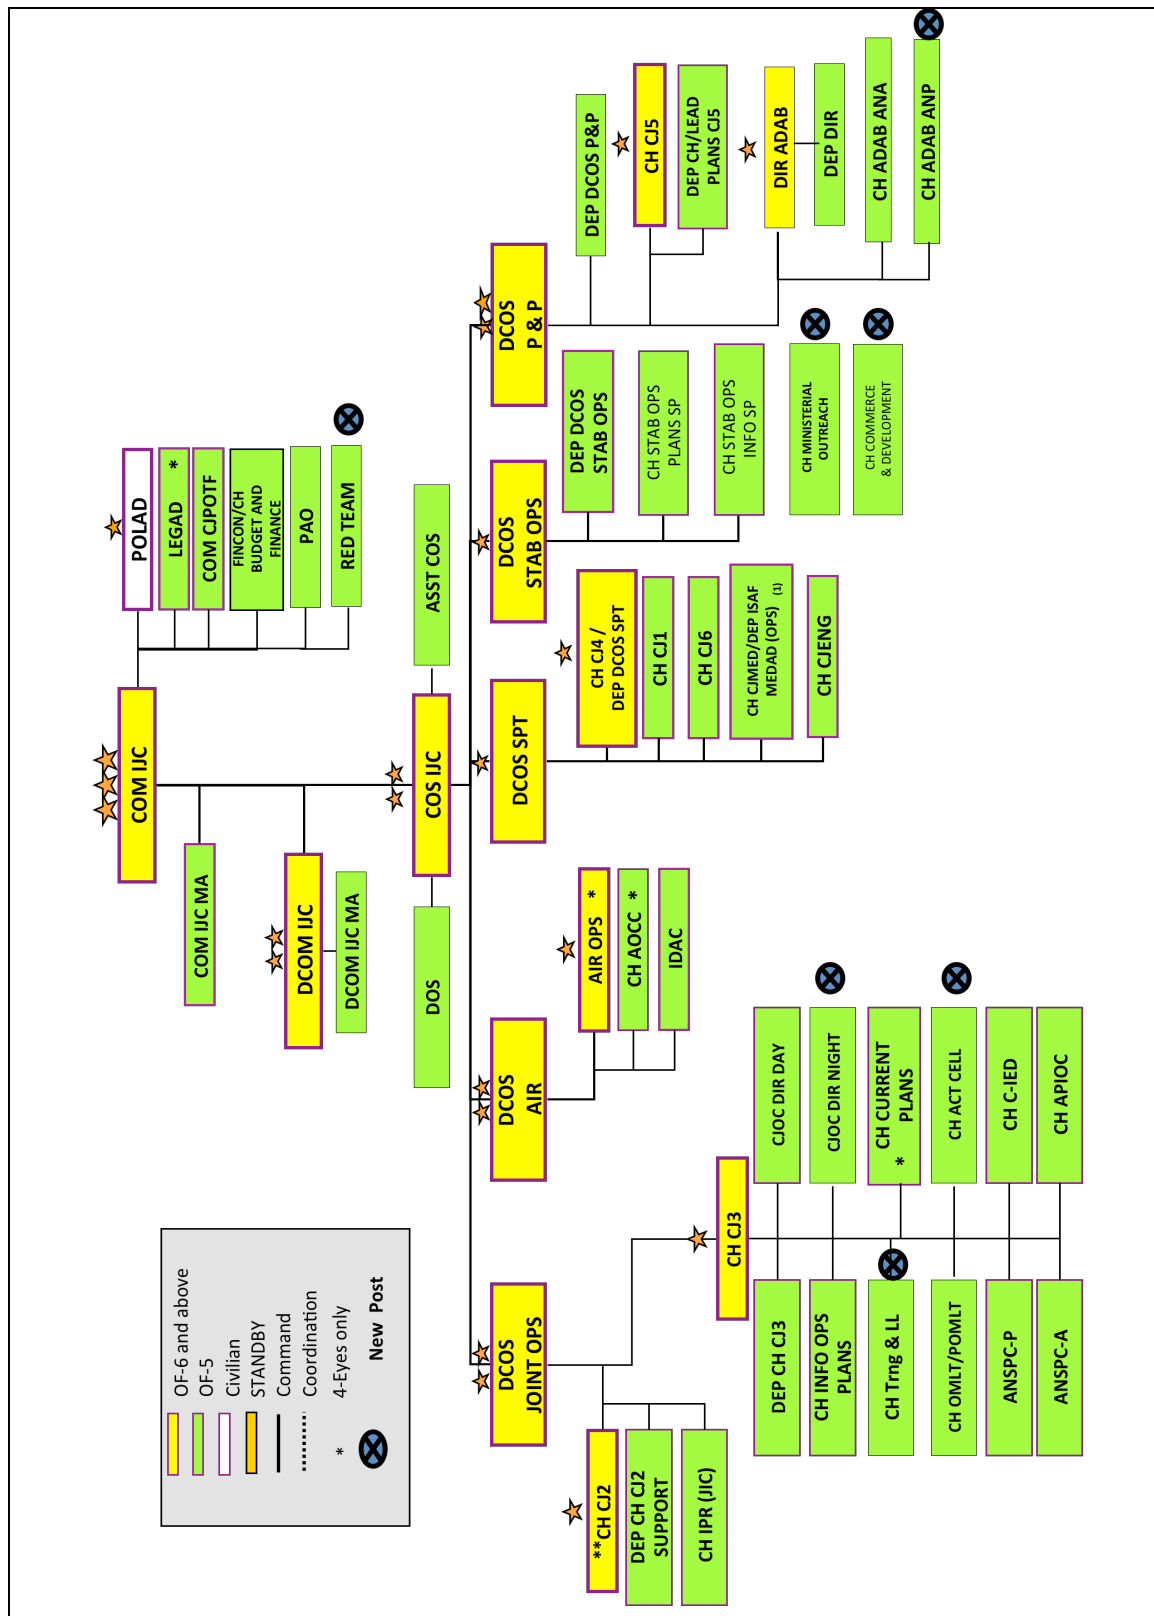 COM IJC
POLAD
LEGAD *
COM CJPOTF
FINCON/CH
BUDGET AND
FINANCE
PAO
RED TEAM
COM IJC MA
DCOM IJC
DCOM IJC MA
DOS
COS IJC
ASST COS
OF-6 and above
OF-5
Civilian
STANDBY
Command
Coordination
* 4-Eyes only
New Post
DCOS
JOINT OPS
DCOS
AIR
DCOS SPT
DCOS
STAB OPS
DCOS
P & P
**CH CJ2
DEP CH CJ2
SUPPORT
CH IPR (JIC)
CH CJ3
DEP CH CJ3
CH INFO OPS
PLANS
CH Trng & LL
CH OMLT/POMLT
ANSPC-P
ANSPC-A
CJOC DIR DAY
CJOC DIR NIGHT
CH CURRENT
PLANS
*
CH ACT CELL
CH C-IED
CH APIOC
AIR OPS *
CH AOCC *
IDAC
CH CJ4 /
DEP DCOS SPT
CH CJ1
CH CJ6
CH CJMED/DEP ISAF
MEDAD (OPS) (1)
CH CJENG
DEP DCOS
STAB OPS
CH STAB OPS
PLANS SP
CH STAB OPS
INFO SP
CH MINISTERIAL
OUTREACH
CH COMMERCE
& DEVELOPMENT
DEP DCOS P&P
CH CJ5
DEP CH/LEAD
PLANS CJ5
DIR ADAB
DEP DIR
CH ADAB ANA
CH ADAB ANP